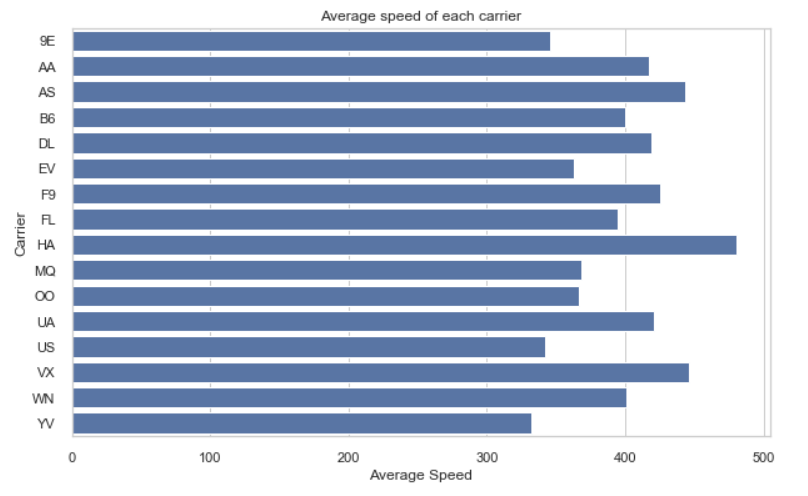 Average speed of each carrier
9E
AA
AS
B6
DL
EV
F9
FL
HA
MQ
OO
UA
US
VX
WN
YV
Carrier
0 100 200 300 400 500
Average Speed